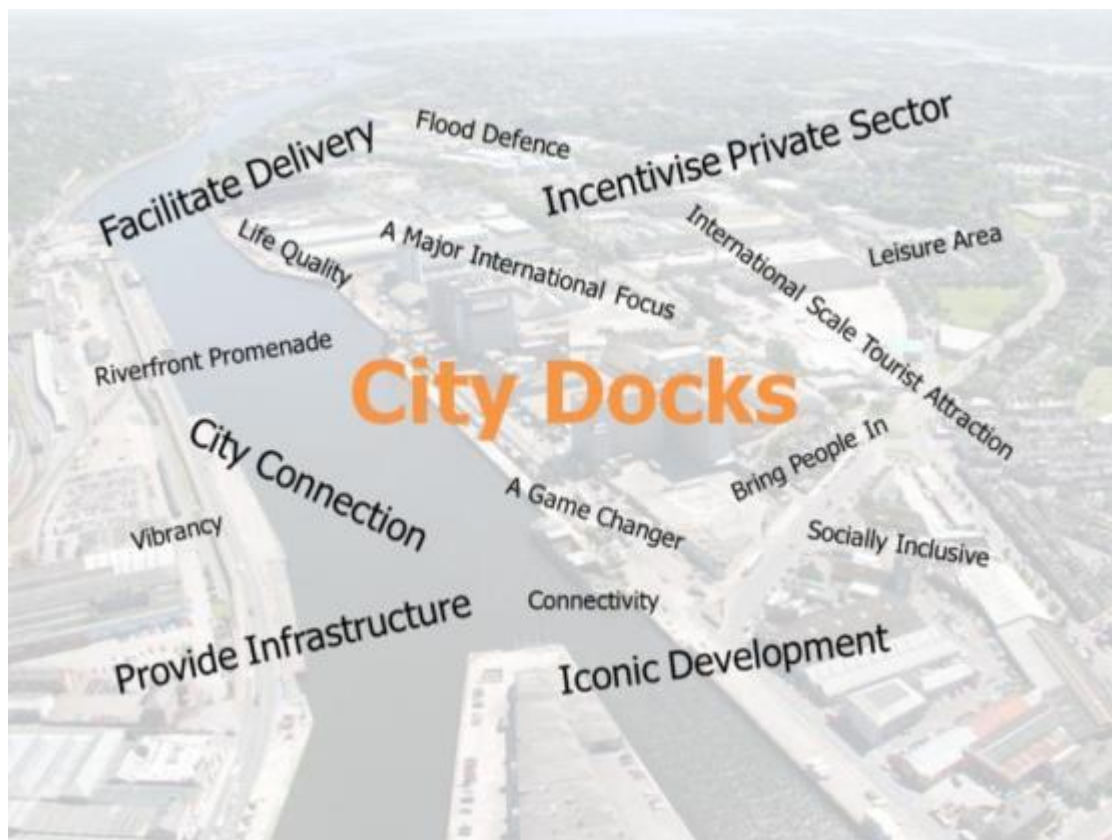 Flood Defence
Incentivise Private Sector
Facilitate Delivery
Life Quality
A Major International Focus
International Scale Tourist Attraction
Leisure Area
Riverfront Promenade
City Docks
City Connection
Bring People In
A Game Changer
Vibrancy
Socially Inclusive
Connectivity
Provide Infrastructure
Iconic Development